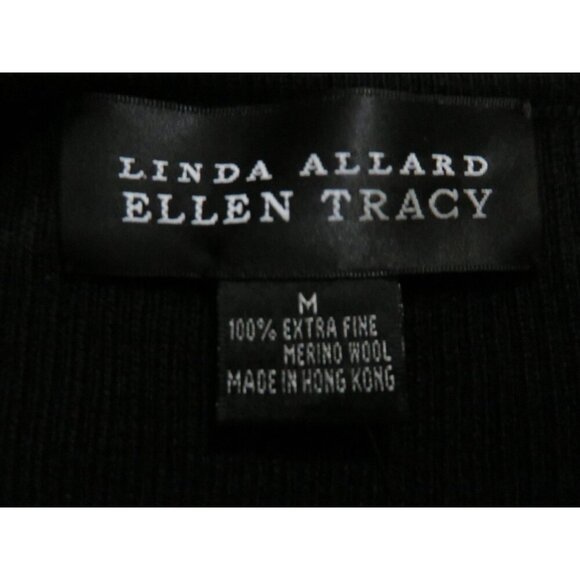 LINDA ALLARD
ELLEN TRACY
M
100% EXTRA FINE
MERINO WOOL
MADE IN HONG KONG